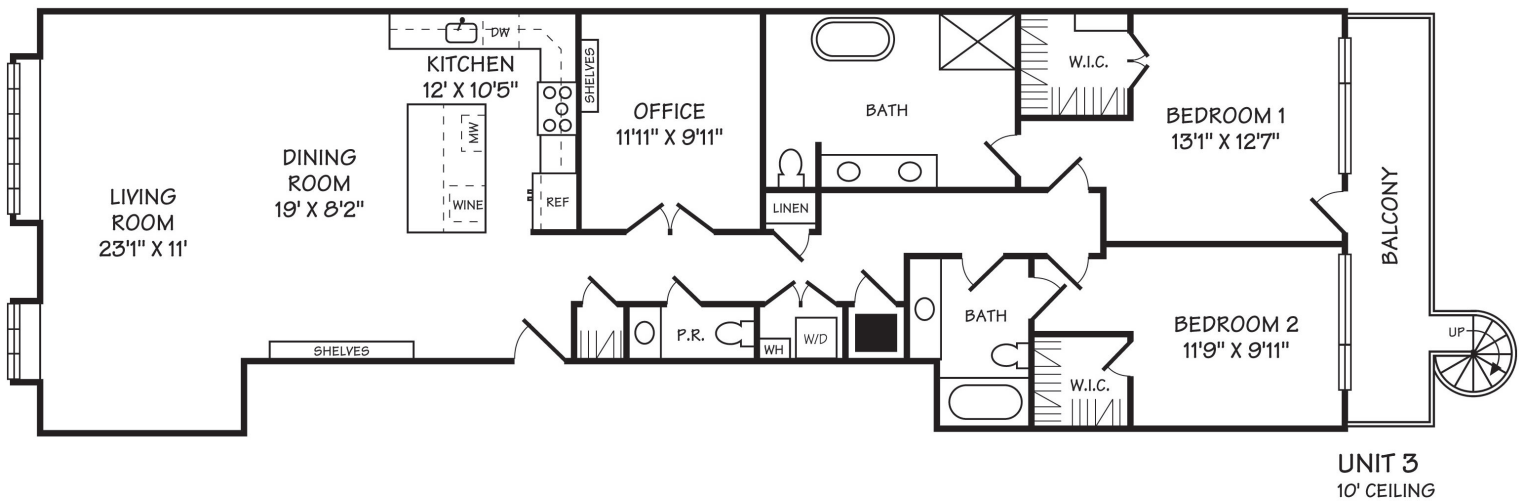 LIVING
ROOM
23'1" X 11'
DINING
ROOM
19' X 8'2"
DW
KITCHEN
12' X 10'5"
MW
WINE
REF
SHELVES
OFFICE
11'11" X 9'11"
BATH
LINEN
W.I.C.
BEDROOM 1
13'1" X 12'7"
BALCONY
SHELVES
P.R.
WH
W/D
BATH
W.I.C.
BEDROOM 2
11'9" X 9'11"
UP
UNIT 3
10' CEILING